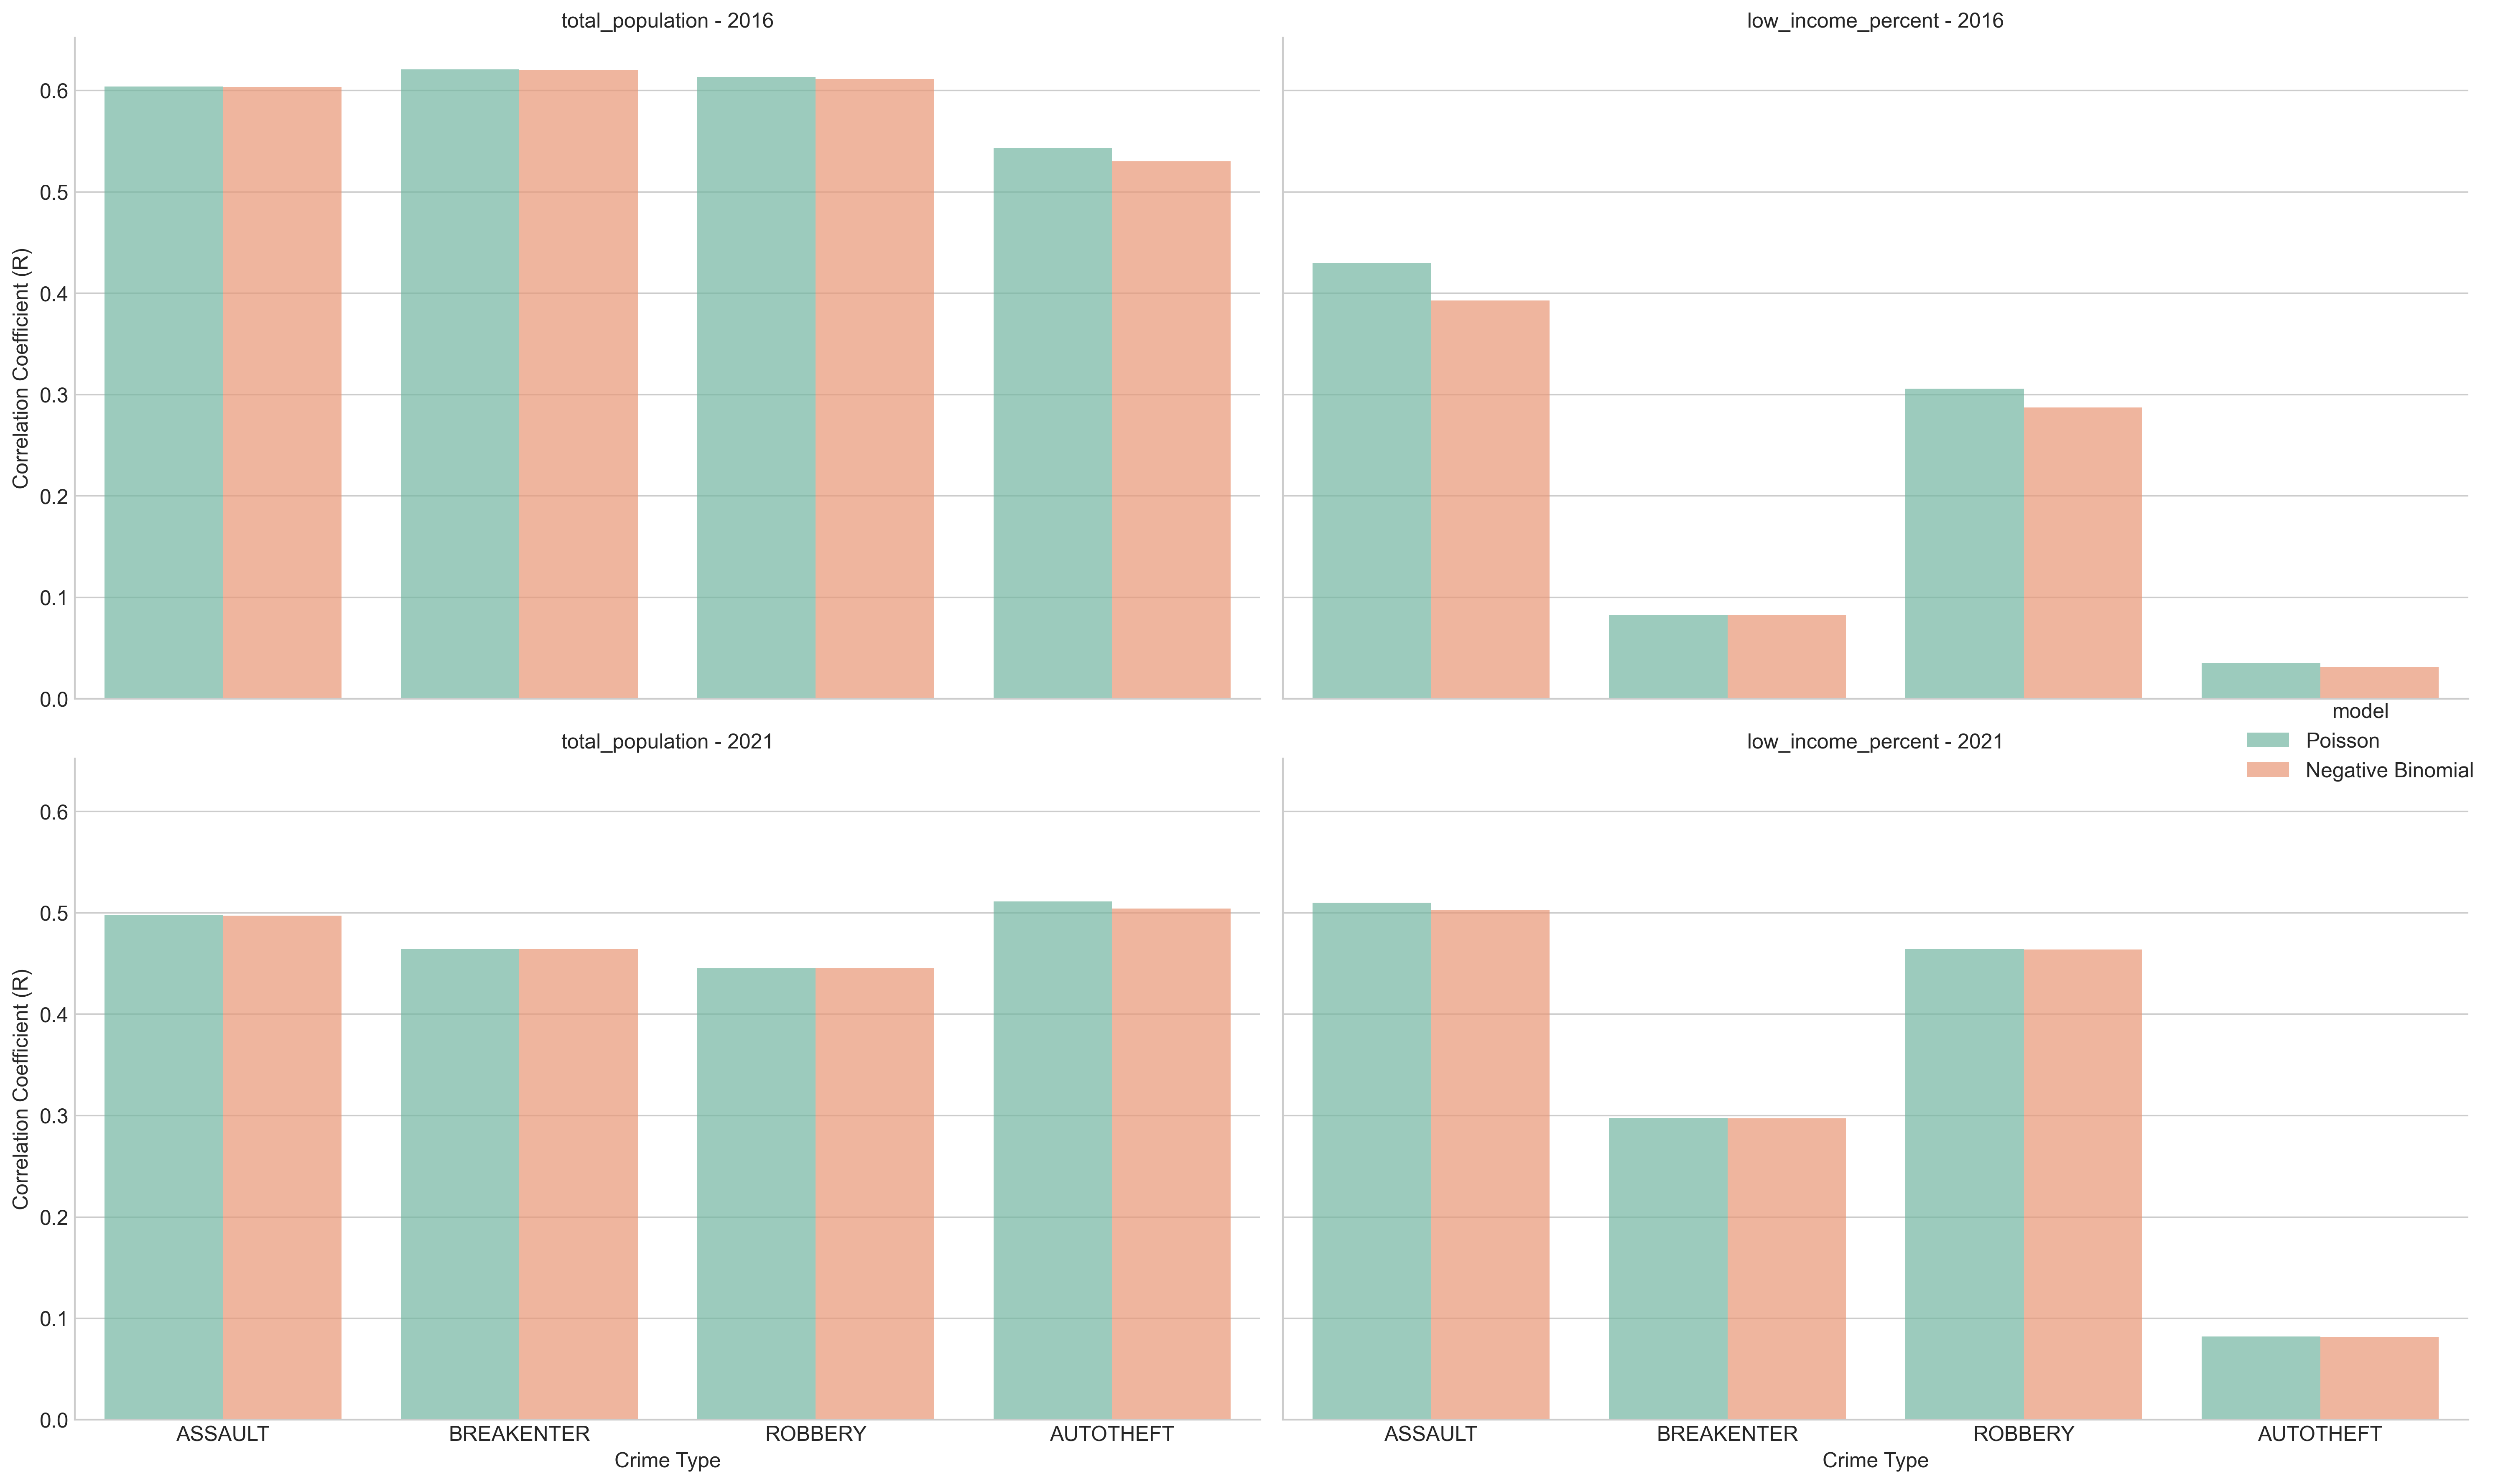 total_population - 2016
low_income_percent - 2016
Correlation Coefficient (R)
0.6
0.5
0.4
0.3
0.2
0.1
0.0
model
Poisson
Negative Binomial
total_population - 2021
low_income_percent - 2021
Correlation Coefficient (R)
0.6
0.5
0.4
0.3
0.2
0.1
0.0
ASSAULT BREAKENTER ROBBERY AUTOTHEFT
Crime Type
ASSAULT BREAKENTER ROBBERY AUTOTHEFT
Crime Type